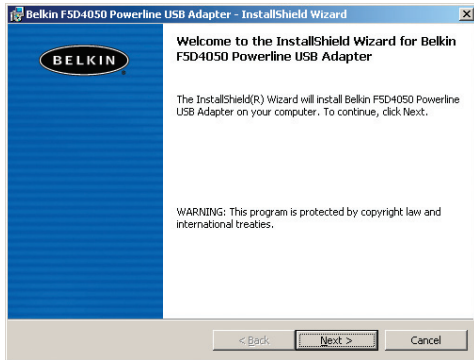 Belkin F5D4050 Powerline USB Adapter - InstallShield Wizard
BELKIN
Welcome to the InstallShield Wizard for Belkin
F5D4050 Powerline USB Adapter
The InstallShield(R) Wizard will install Belkin F5D4050 Powerline
USB Adapter on your computer. To continue, click Next.
WARNING: This program is protected by copyright law and
international treaties.
< Back
Next >
Cancel